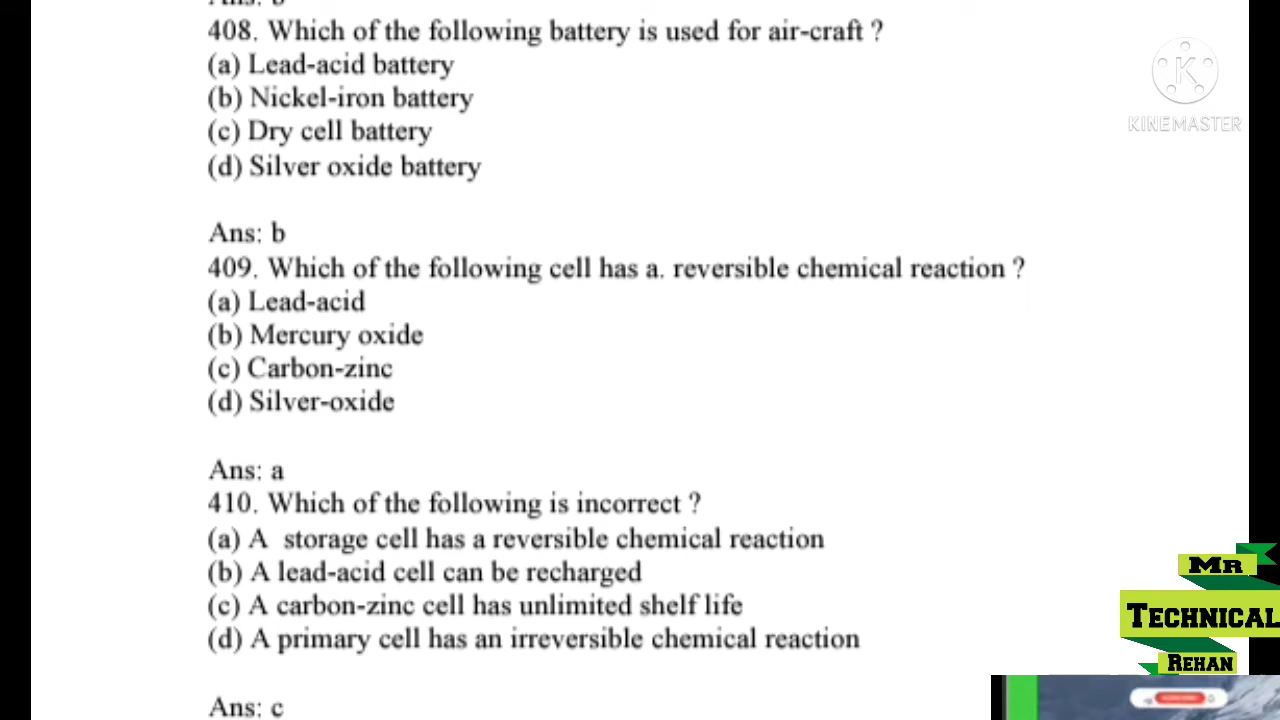 Ans: b
408. Which of the following battery is used for air-craft ?
(a) Lead-acid battery
(b) Nickel-iron battery
(c) Dry cell battery
(d) Silver oxide battery
Ans: b
409. Which of the following cell has a. reversible chemical reaction ?
(a) Lead-acid
(b) Mercury oxide
(c) Carbon-zinc
(d) Silver-oxide
Ans: a
410. Which of the following is incorrect ?
(a) A  storage cell has a reversible chemical reaction
(b) A lead-acid cell can be recharged
(c) A carbon-zinc cell has unlimited shelf life
(d) A primary cell has an irreversible chemical reaction
Ans: c
K
KINEMASTER
MR
TECHNICAL
REHAN